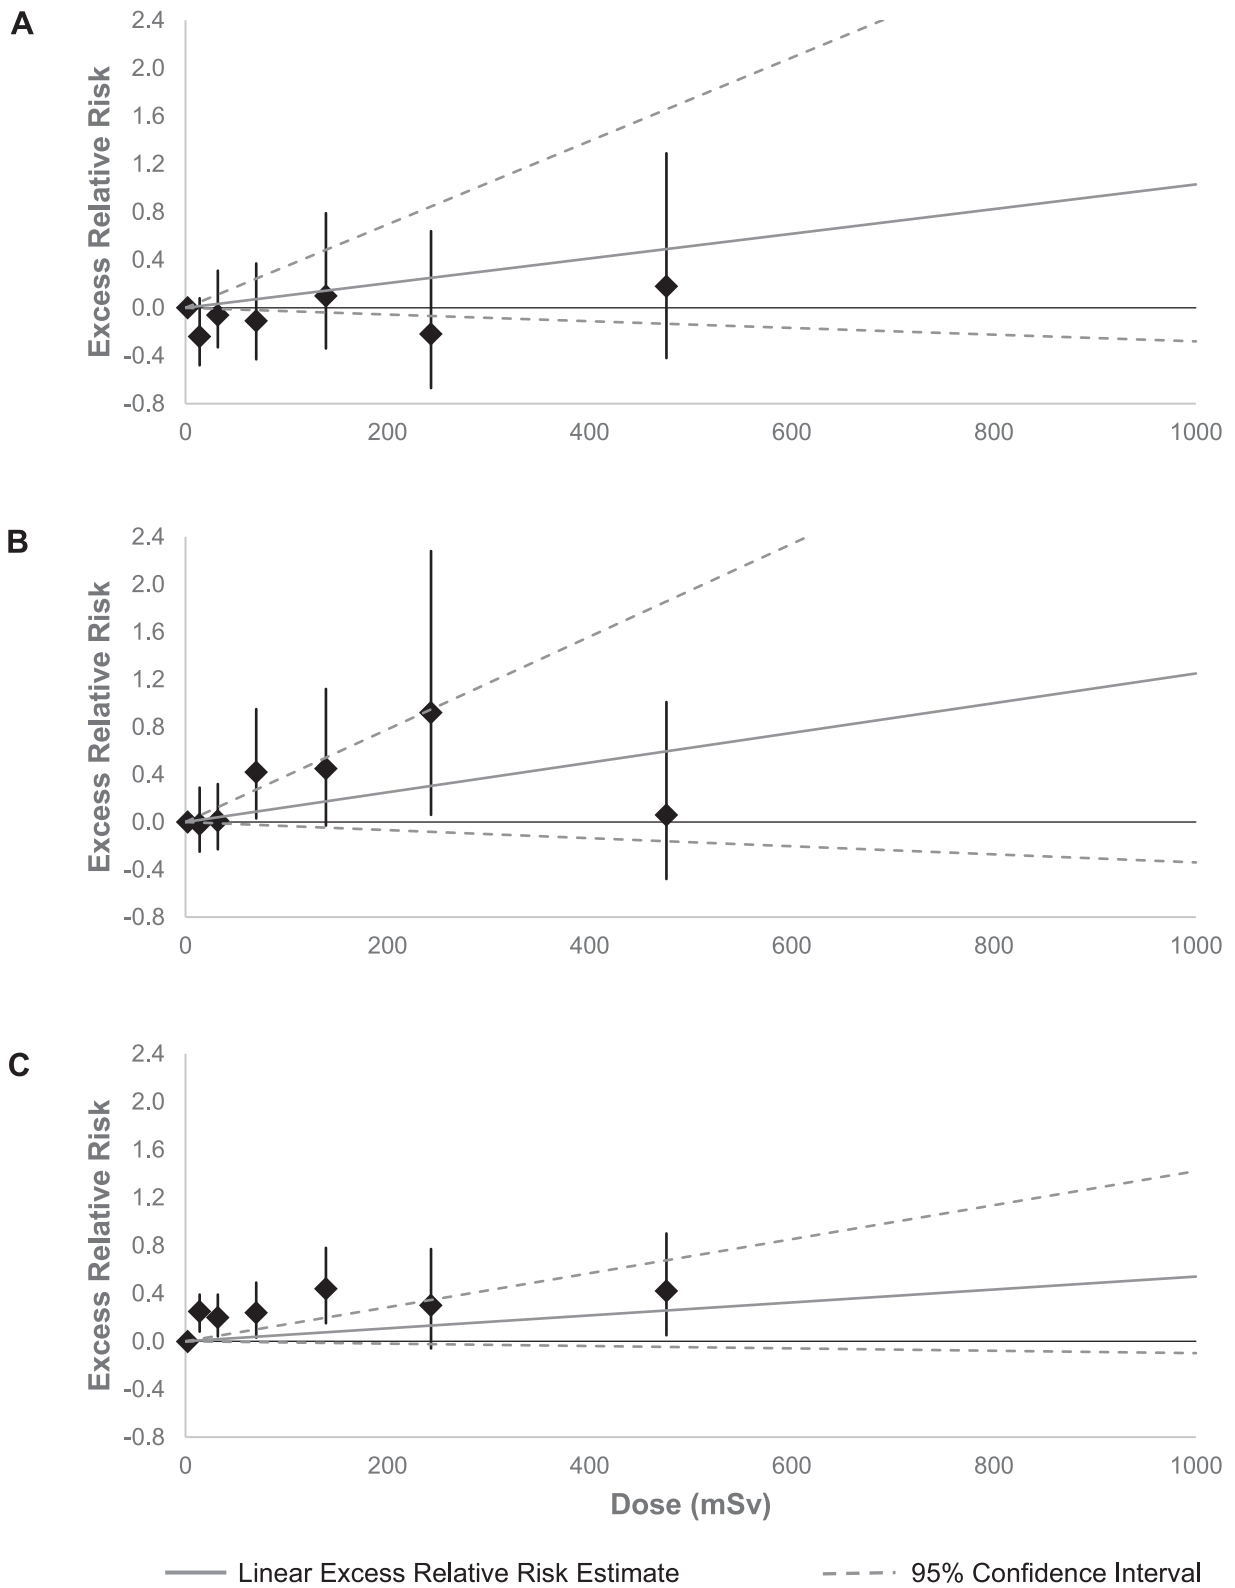 A
Excess Relative Risk
2.4
2.0
1.6
1.2
0.8
0.4
0.0
-0.4
-0.8
0 200 400 600 800 1000
B
Excess Relative Risk
2.4
2.0
1.6
1.2
0.8
0.4
0.0
-0.4
-0.8
0 200 400 600 800 1000
C
Excess Relative Risk
2.4
2.0
1.6
1.2
0.8
0.4
0.0
-0.4
-0.8
0 200 400 600 800 1000
Dose (mSv)
Linear Excess Relative Risk Estimate 95% Confidence Interval